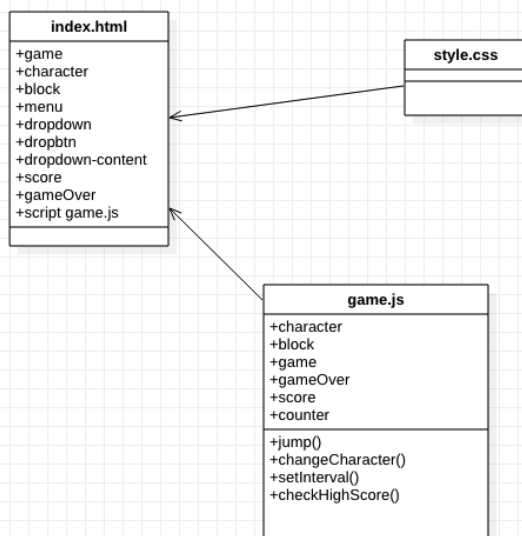 index.html
+game
+character
+block
+menu
+dropdown
+dropbtn
+dropdown-content
+score
+gameOver
+script game.js
style.css
game.js
+character
+block
+game
+gameOver
+score
+counter
+jump()
+changeCharacter()
+setInterval()
+checkHighScore()